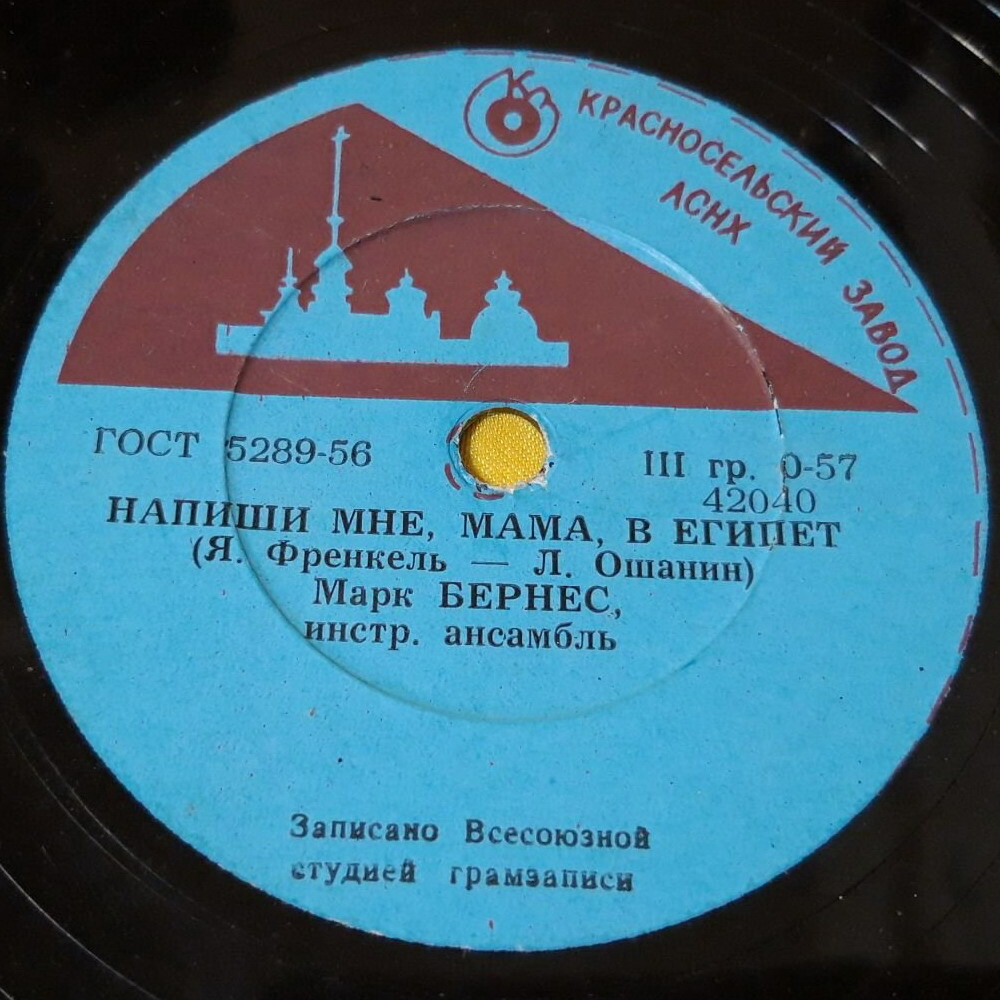 КРАСНОСЕЛЬСКИЙ ЗАВОД
ЛСНХ
ГОСТ 5289-56
III гр. 0-57
42040
НАПИШИ МНЕ, МАМА, В ЕГИПЕТ
(Я. Френкель — Л. Ошанин)
Марк БЕРНЕС,
инстр. ансамбль
Записано Всесоюзной
студией грамзаписи